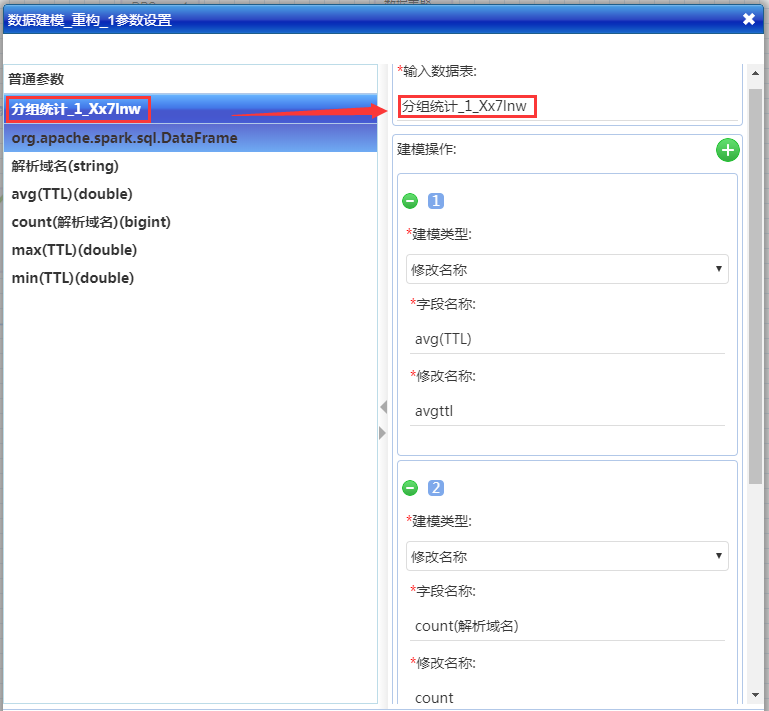 数据建模_重构_1参数设置
普通参数
分组统计_1_Xx7lnw
org.apache.spark.sql.DataFrame
解析域名(string)
avg(TTL)(double)
count(解析域名)(bigint)
max(TTL)(double)
min(TTL)(double)
*输入数据表:
分组统计_1_Xx7lnw
建模操作:
1
*建模类型:
修改名称
*字段名称:
avg(TTL)
*修改名称:
avgttl
2
*建模类型:
修改名称
*字段名称:
count(解析域名)
*修改名称:
count